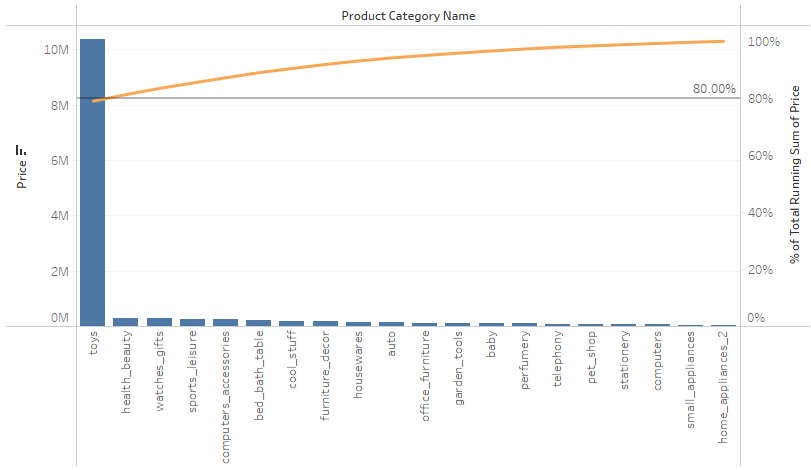 Product Category Name
10M
8M
6M
4M
2M
0M
Price
80.00%
100%
80%
60%
40%
20%
0%
% of Total Running Sum of Price
toys
health_beauty
watches_gifts
sports_leisure
computers_accessories
bed_bath_table
cool_stuff
furniture_decor
housewares
auto
office_furniture
garden_tools
baby
perfumery
telephony
pet_shop
stationery
computers
small_appliances
home_appliances_2